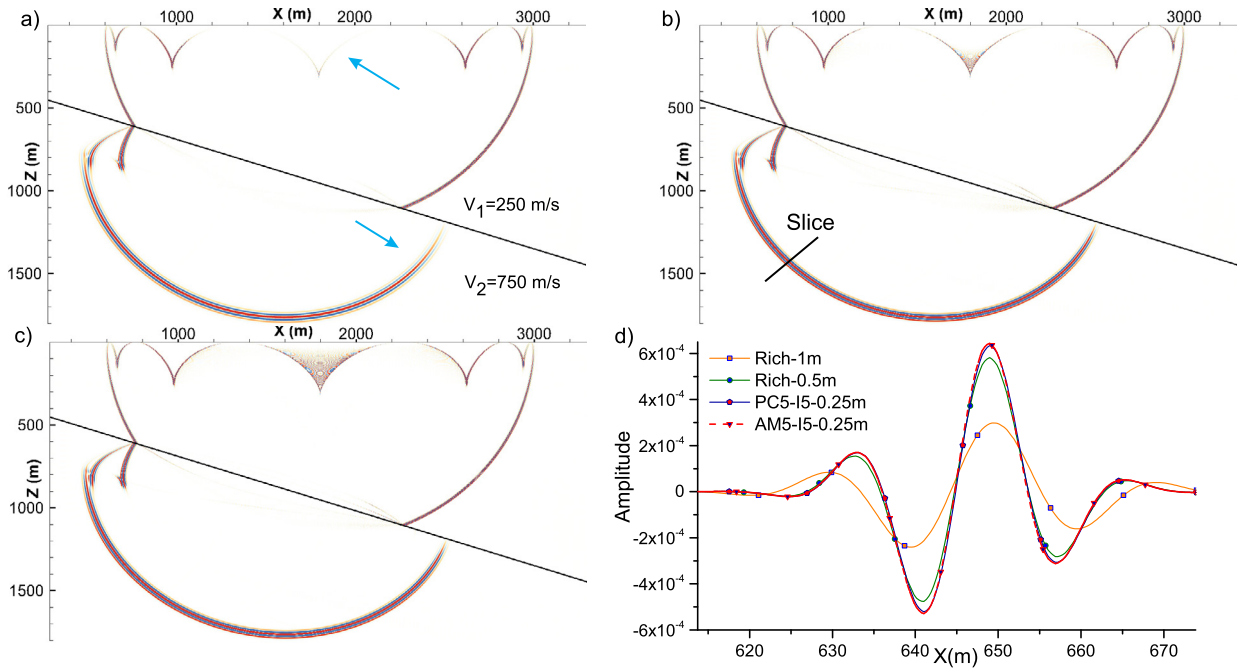 a)
X (m)
1000
2000
3000
500
1000
1500
Z (m)
V1=250 m/s
V2=750 m/s
b)
X (m)
1000
2000
3000
500
1000
1500
Z (m)
Slice
c)
X (m)
1000
2000
3000
500
1000
1500
Z (m)
d)
6x10-4
4x10-4
2x10-4
0
-2x10-4
-4x10-4
-6x10-4
Amplitude
Rich-1m
Rich-0.5m
PC5-I5-0.25m
AM5-I5-0.25m
620
630
640
650
660
670
X(m)